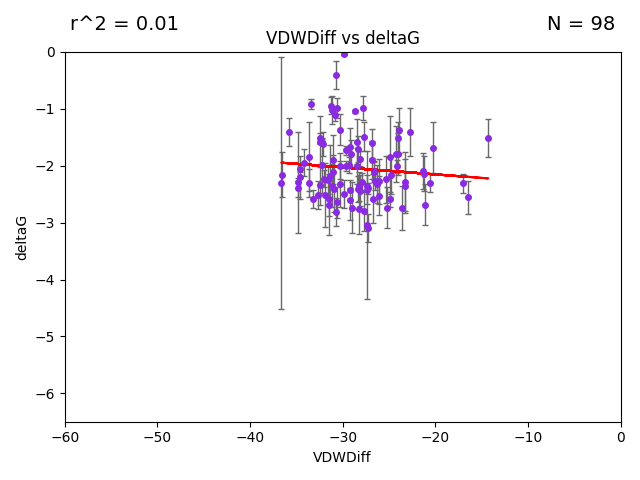 r^2 = 0.01
N = 98
VDWDiff vs deltaG
0
−1
−2
−3
−4
−5
−6
deltaG
−60 −50 −40 −30 −20 −10 0
VDWDiff